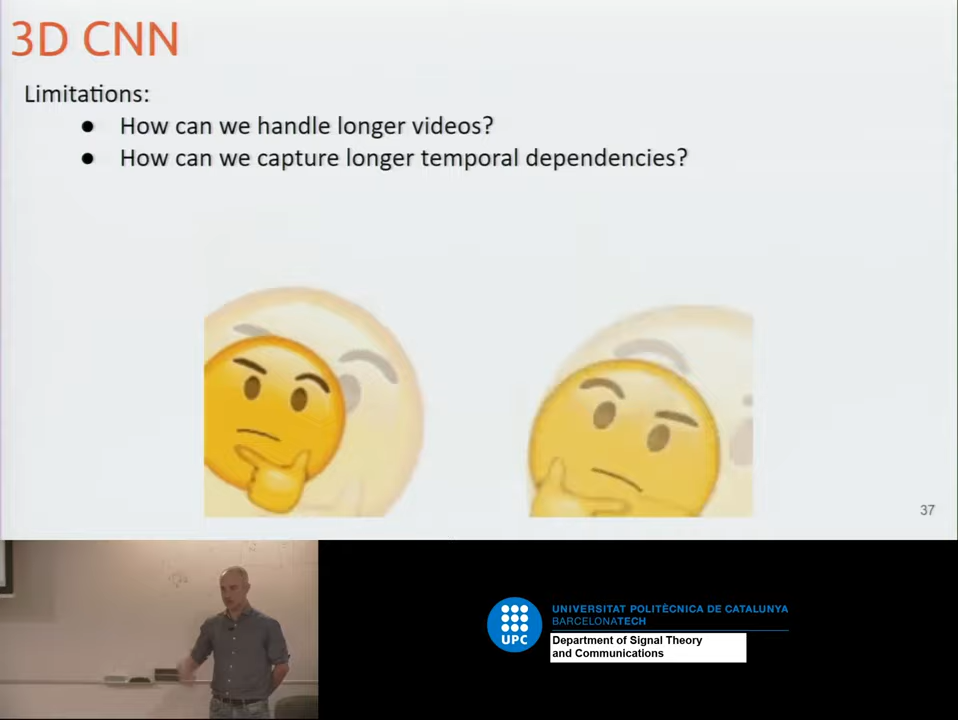 3D CNN
Limitations:
● How can we handle longer videos?
● How can we capture longer temporal dependencies?
37
UPC
UNIVERSITAT POLITÈCNICA DE CATALUNYA
BARCELONATECH
Department of Signal Theory
and Communications